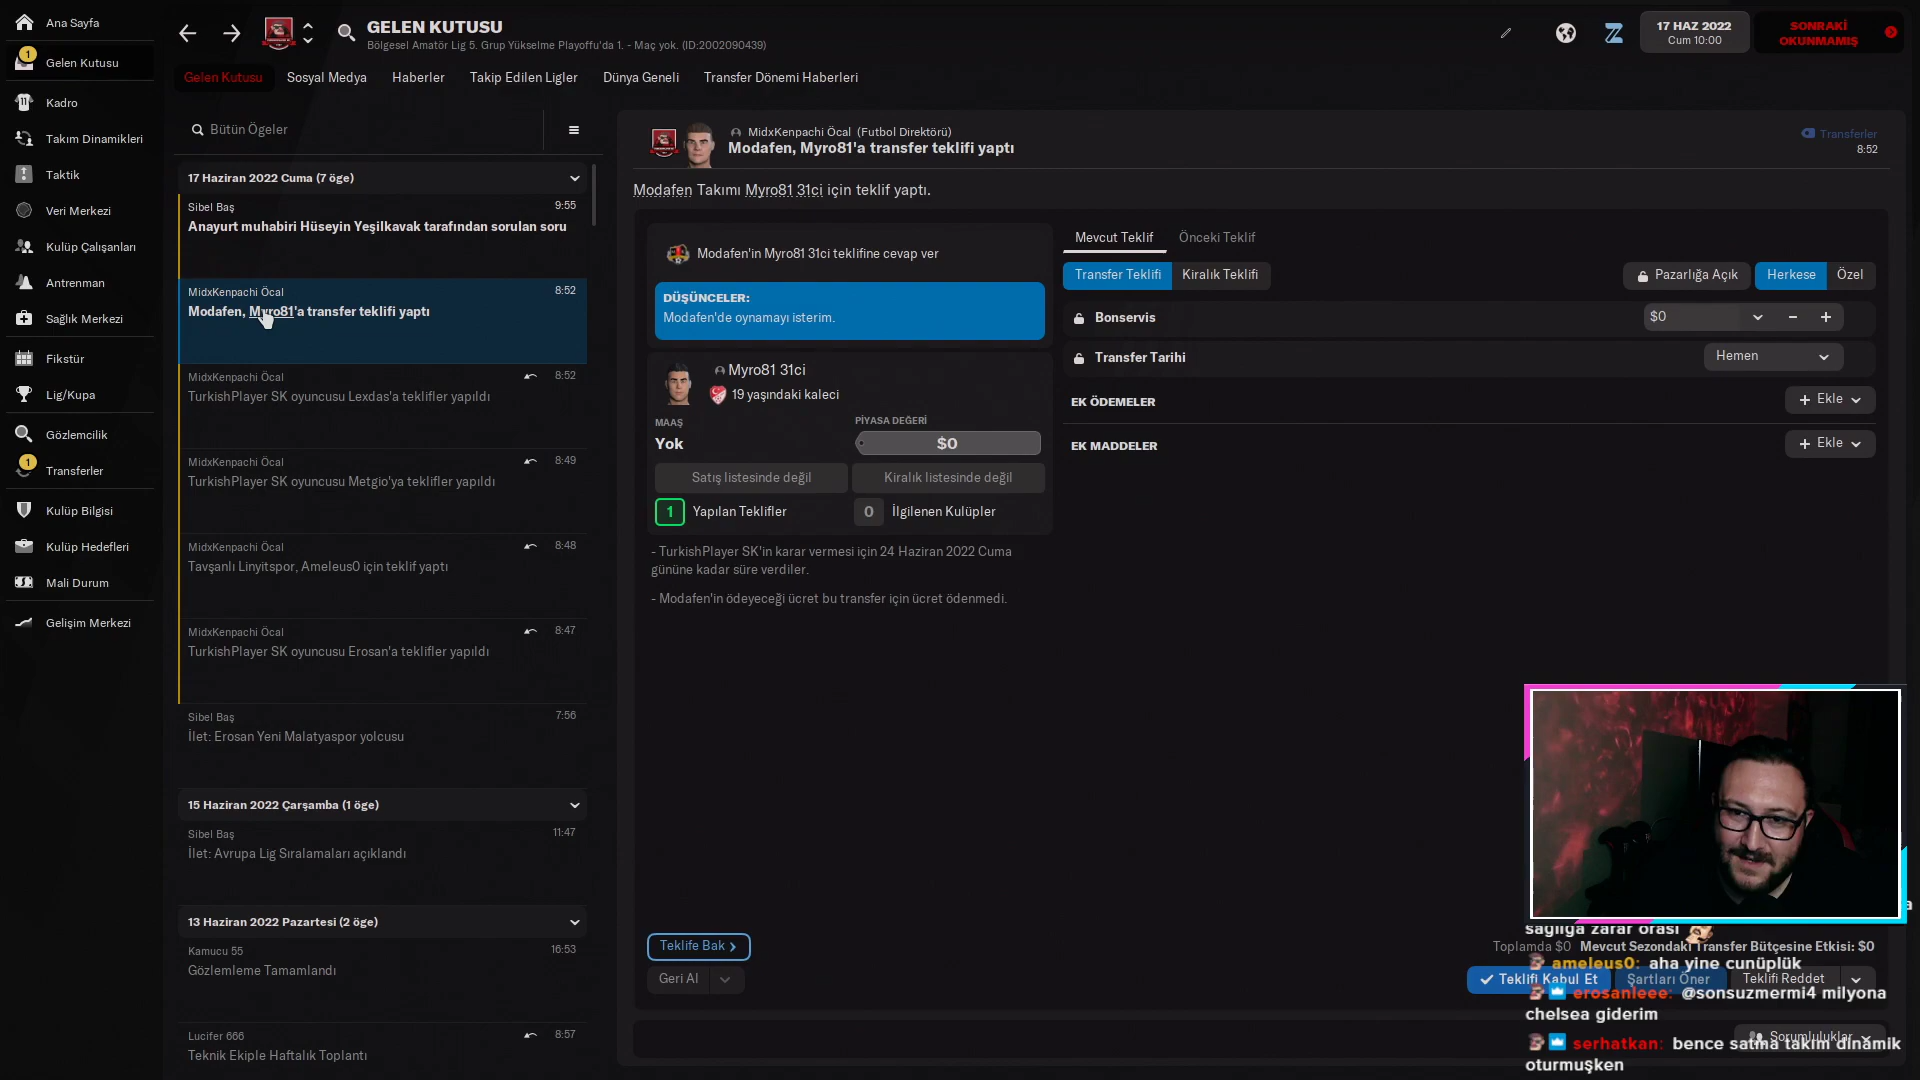 Ana Sayfa
1
Gelen Kutusu
Kadro
Takım Dinamikleri
Taktik
Veri Merkezi
Kulüp Çalışanları
Antrenman
Sağlık Merkezi
Fikstür
Lig/Kupa
Gözlemcilik
1
Transferler
Kulüp Bilgisi
Kulüp Hedefleri
Mali Durum
Gelişim Merkezi
GELEN KUTUSU
Bölgesel Amatör Lig 5. Grup Yükselme Playoffu'da 1. - Maç yok. (ID:2002090439)
17 HAZ 2022
Cum 10:00
SONRAKİ
OKUNMAMIŞ
Gelen Kutusu
Sosyal Medya
Haberler
Takip Edilen Ligler
Dünya Geneli
Transfer Dönemi Haberleri
Bütün Ögeler
17 Haziran 2022 Cuma (7 öge)
Sibel Baş 9:55
Anayurt muhabiri Hüseyin Yeşilkavak tarafından sorulan soru
MidxKenpachi Öcal 8:52
Modafen, Myro81'a transfer teklifi yaptı
MidxKenpachi Öcal 8:52
TurkishPlayer SK oyuncusu Lexdas'a teklifler yapıldı
MidxKenpachi Öcal 8:49
TurkishPlayer SK oyuncusu Metgio'ya teklifler yapıldı
MidxKenpachi Öcal 8:48
Tavşanlı Linyitspor, Ameleus0 için teklif yaptı
MidxKenpachi Öcal 8:47
TurkishPlayer SK oyuncusu Erosan'a teklifler yapıldı
Sibel Baş 7:56
İlet: Erosan Yeni Malatyaspor yolcusu
15 Haziran 2022 Çarşamba (1 öge)
Sibel Baş 11:47
İlet: Avrupa Lig Sıralamaları açıklandı
13 Haziran 2022 Pazartesi (2 öge)
Kamucu 55 16:53
Gözlemleme Tamamlandı
Lucifer 666 8:57
Teknik Ekiple Haftalık Toplantı
MidxKenpachi Öcal (Futbol Direktörü)
Modafen, Myro81'a transfer teklifi yaptı
Transferler
8:52
Modafen Takımı Myro81 31ci için teklif yaptı.
Modafen'in Myro81 31ci teklifine cevap ver
DÜŞÜNCELER:
Modafen'de oynamayı isterim.
Myro81 31ci
19 yaşındaki kaleci
MAAŞ
Yok
PİYASA DEĞERİ
$0
Satış listesinde değil
Kiralık listesinde değil
1 Yapılan Teklifler
0 İlgilenen Kulüpler
- TurkishPlayer SK'in karar vermesi için 24 Haziran 2022 Cuma
gününe kadar süre verdiler.
- Modafen'in ödeyeceği ücret bu transfer için ücret ödenmedi.
Mevcut Teklif
Önceki Teklif
Transfer Teklifi
Kiralık Teklifi
Pazarlığa Açık
Herkese
Özel
Bonservis $0
Transfer Tarihi Hemen
EK ÖDEMELER Ekle
EK MADDELER Ekle
Teklife Bak
Geri Al
sağlığa zarar orası
Toplamda $0 Mevcut Sezondaki Transfer Bütçesine Etkisi: $0
ameleus0: aha yine cunüplük
Teklifi Kabul Et
Şartları Öner
Teklifi Reddet
erosanleee: @sonsuzmermi4 milyona
chelsea giderim
Sorumluluklar
serhatkan: bence satma takim dinamik
oturmuşken